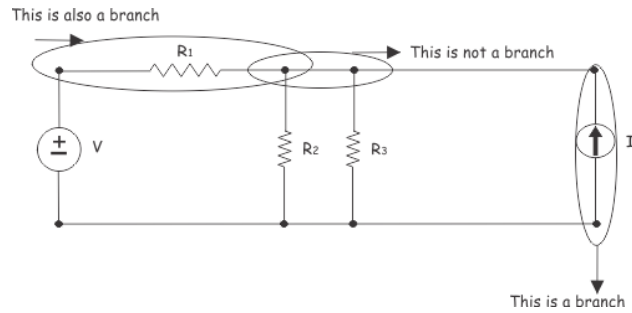 This is also a branch
R1
This is not a branch
± V
R2
R3
I
This is a branch